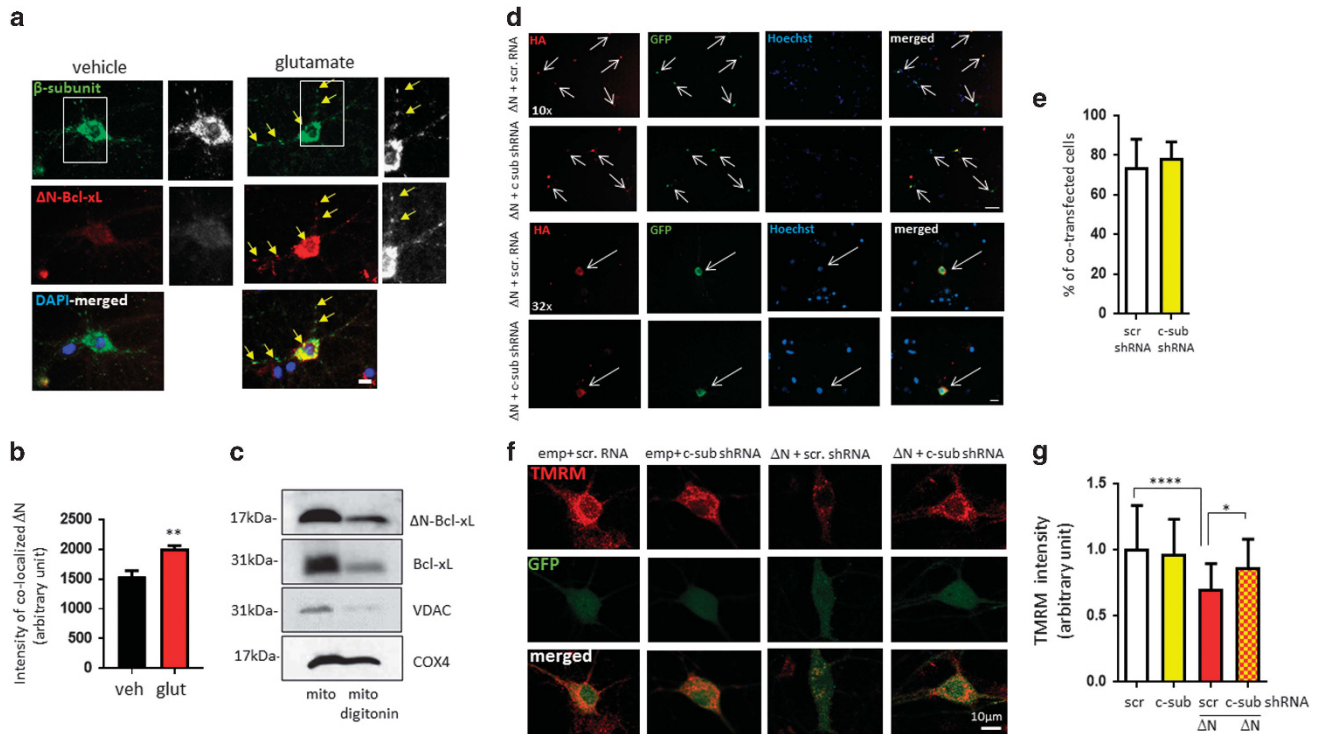 a
vehicle
glutamate
β-subunit
ΔN-Bcl-xL
DAPI-merged
b
Intensity of co-localized ΔN
(arbitrary unit)
2500
2000
1500
1000
500
0
**
veh
glut
c
17kDa-
ΔN-Bcl-xL
31kDa-
Bcl-xL
31kDa-
VDAC
17kDa-
COX4
mito
mito
digitonin
d
ΔN + scr. RNA
HA
GFP
Hoechst
merged
10x
ΔN + c sub shRNA
ΔN + scr. RNA
HA
GFP
Hoechst
merged
32x
ΔN + c-sub shRNA
e
% of co-transfected cells
100
80
60
40
20
0
scr
shRNA
c-sub
shRNA
f
emp+scr. RNA
emp+c-sub shRNA
ΔN + scr. shRNA
ΔN + c-sub shRNA
TMRM
GFP
merged
10µm
g
TMRM intensity
(arbitrary unit)
1.5
1.0
0.5
0.0
****
*
scr c-sub scr c-sub shRNA
ΔN ΔN